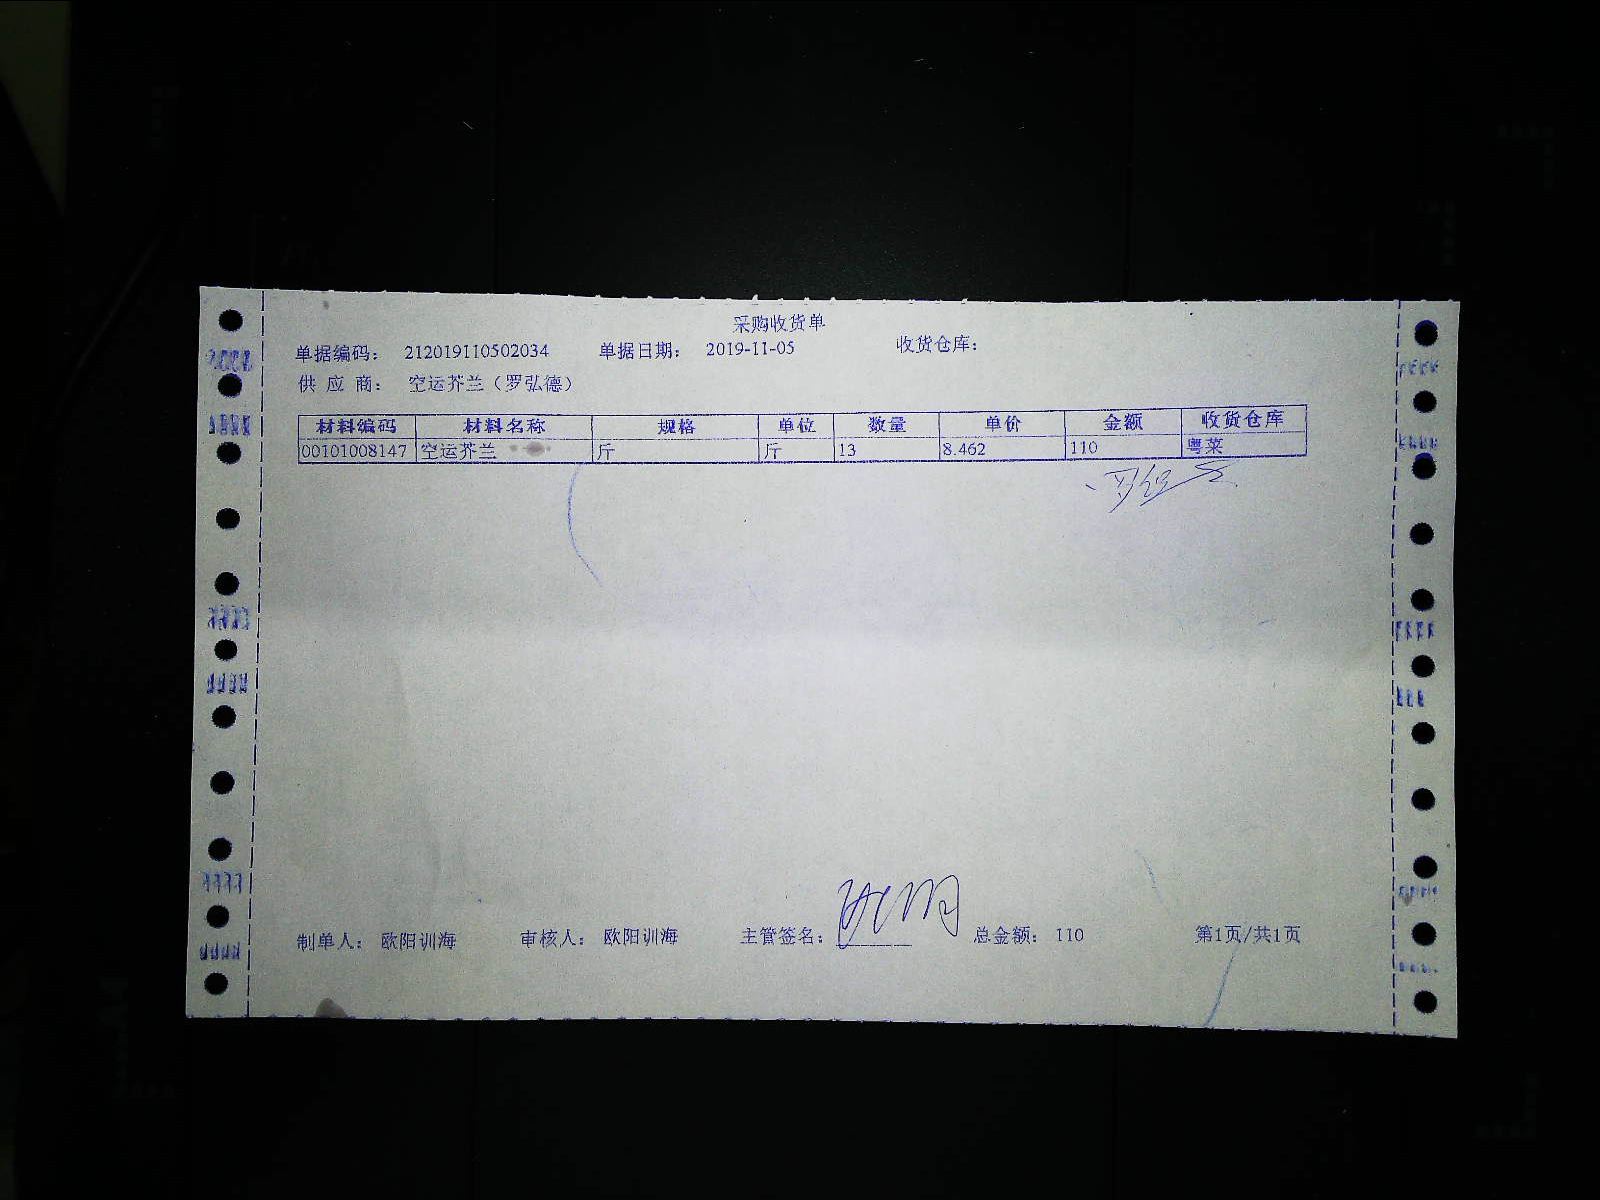 采购收货单
单据编码： 212019110502034 单据日期： 2019-11-05 收货仓库：
供 应 商： 空运芥兰（罗弘德）
材料编码 材料名称 规格 单位 数量 单价 金额 收货仓库
00101008147 空运芥兰 斤 斤 13 8.462 110 粤菜
制单人： 欧阳训海 审核人： 欧阳训海 主管签名： 总金额： 110 第1页/共1页